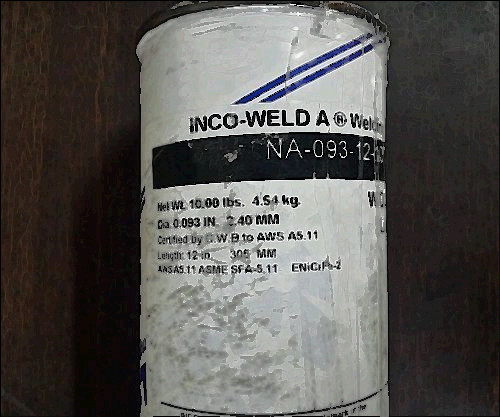 INCO-WELD A ® Weldin
NA-093-12-
Net Wt. 10.00 lbs. 4.54 kg.
Dia. 0.093 IN. 2.40 MM
Certified by C.W.B to AWS A5.11
Length: 12-in. 305 MM
AWS A5.11 ASME SFA-5.11 ENiCrFe-2